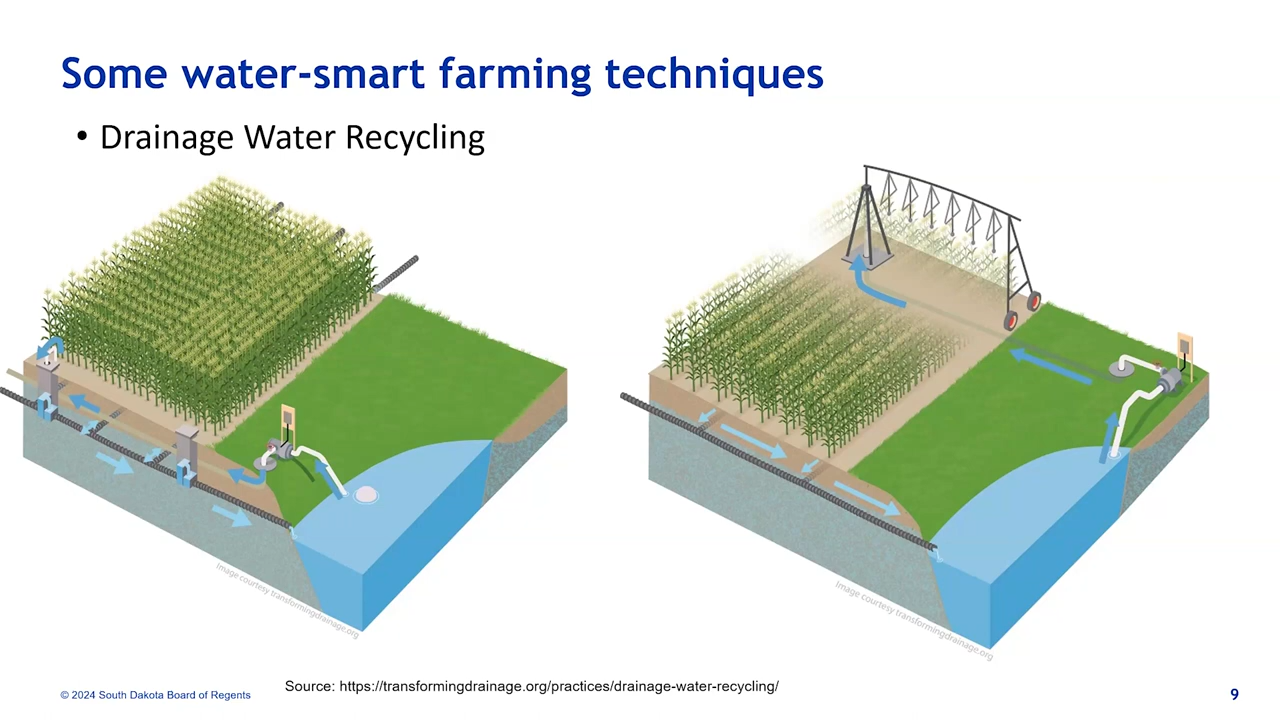 Some water-smart farming techniques
• Drainage Water Recycling
Image courtesy transformingdrainage.org
Image courtesy transformingdrainage.org
Source: https://transformingdrainage.org/practices/drainage-water-recycling/
© 2024 South Dakota Board of Regents
9